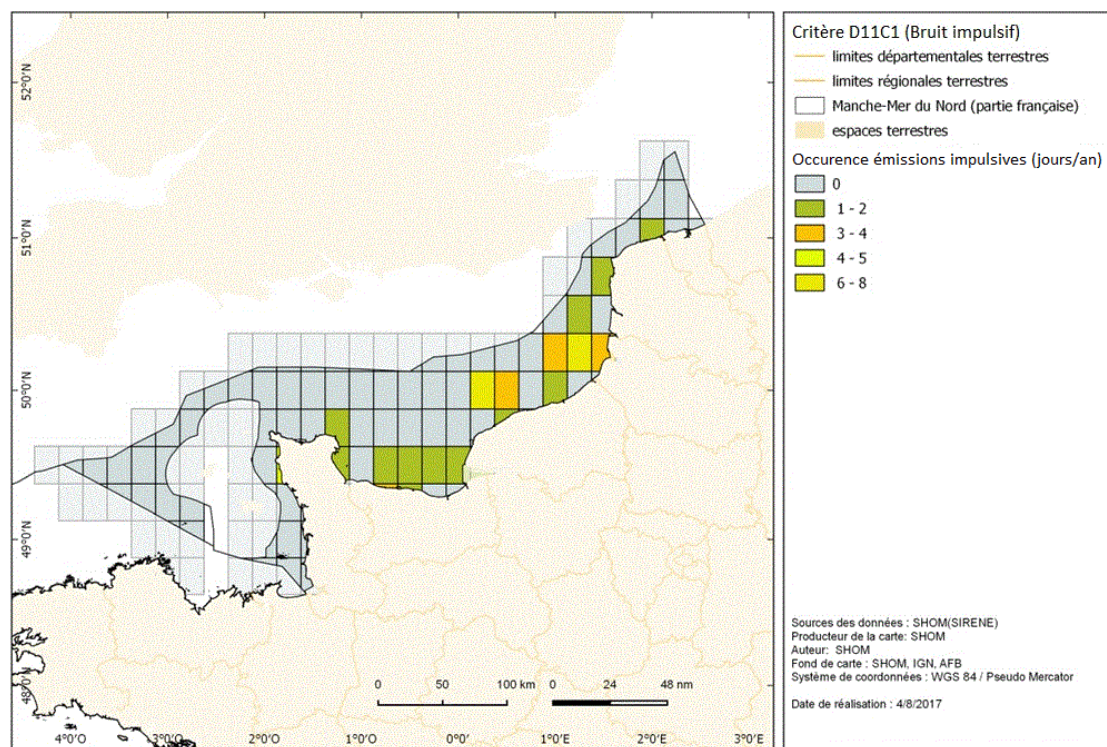 Critère D11C1 (Bruit impulsif)
limites départementales terrestres
limites régionales terrestres
Manche-Mer du Nord (partie française)
espaces terrestres
Occurence émissions impulsives (jours/an)
0
1 - 2
3 - 4
4 - 5
6 - 8
52°0'N
51°0'N
50°0'N
49°0'N
48°0'N
0 50 100 km
0 24 48 nm
4°0'O 3°0'O 2°0'O 1°0'O 0°0' 1°0'E 2°0'E 3°0'E
Sources des données : SHOM(SIRENE)
Producteur de la carte: SHOM
Auteur: SHOM
Fond de carte : SHOM, IGN, AFB
Système de coordonnées : WGS 84 / Pseudo Mercator
Date de réalisation : 4/8/2017